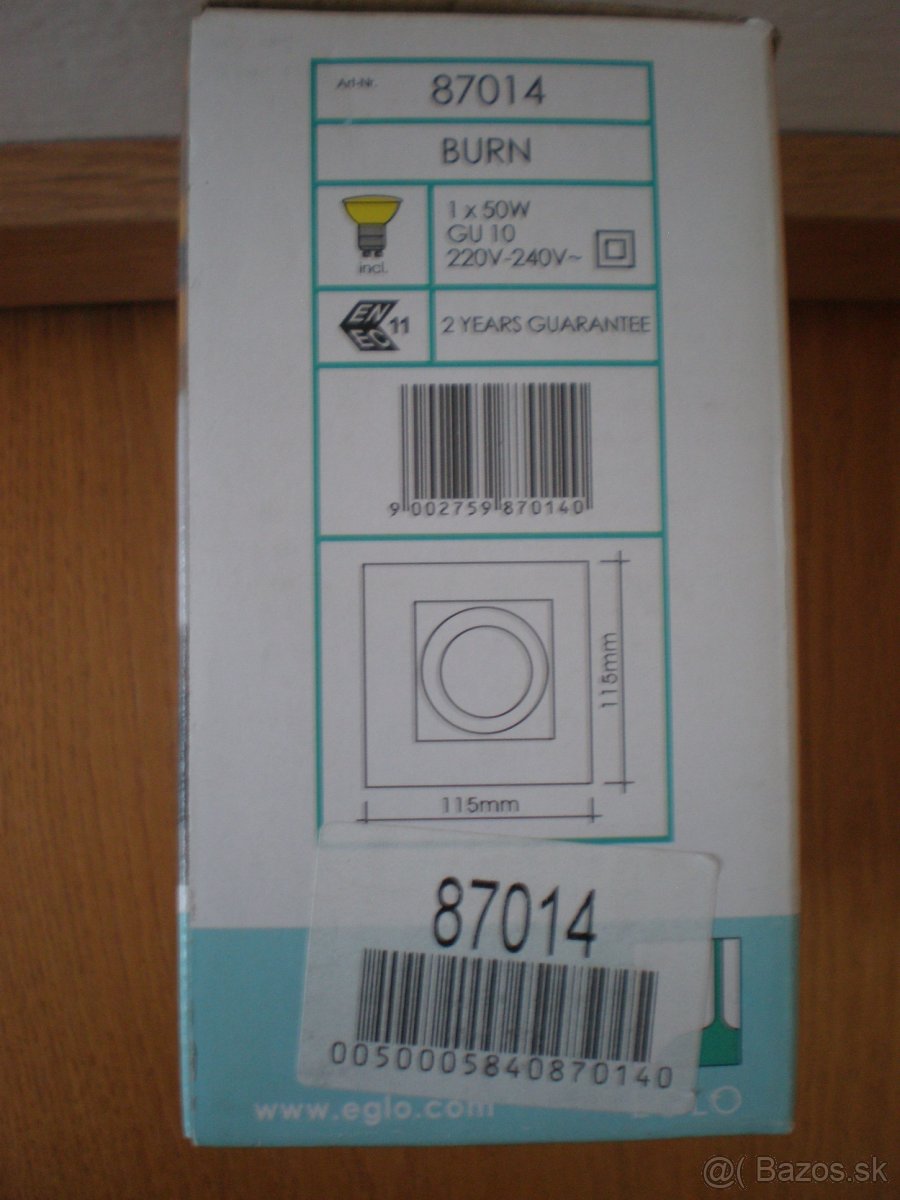 Art-Nr. 87014
BURN
1 x 50W
GU 10
220V-240V~
incl.
EN
EC 11
2 YEARS GUARANTEE
9 002759 870140
115mm
115mm
87014
0050005840870140
www.eglo.com
@( Bazos.sk